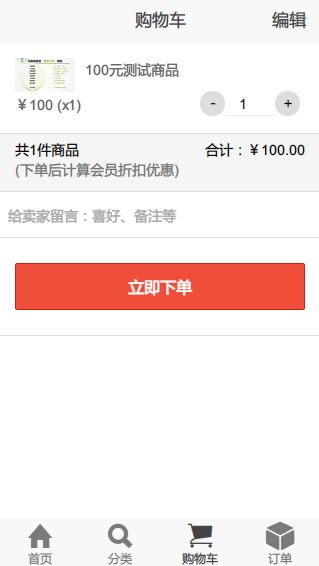 购物车 编辑
100元测试商品
￥100 (x1) - 1 +
共1件商品 合计：￥100.00
(下单后计算会员折扣优惠)
给卖家留言：喜好、备注等
立即下单
首页 分类 购物车 订单